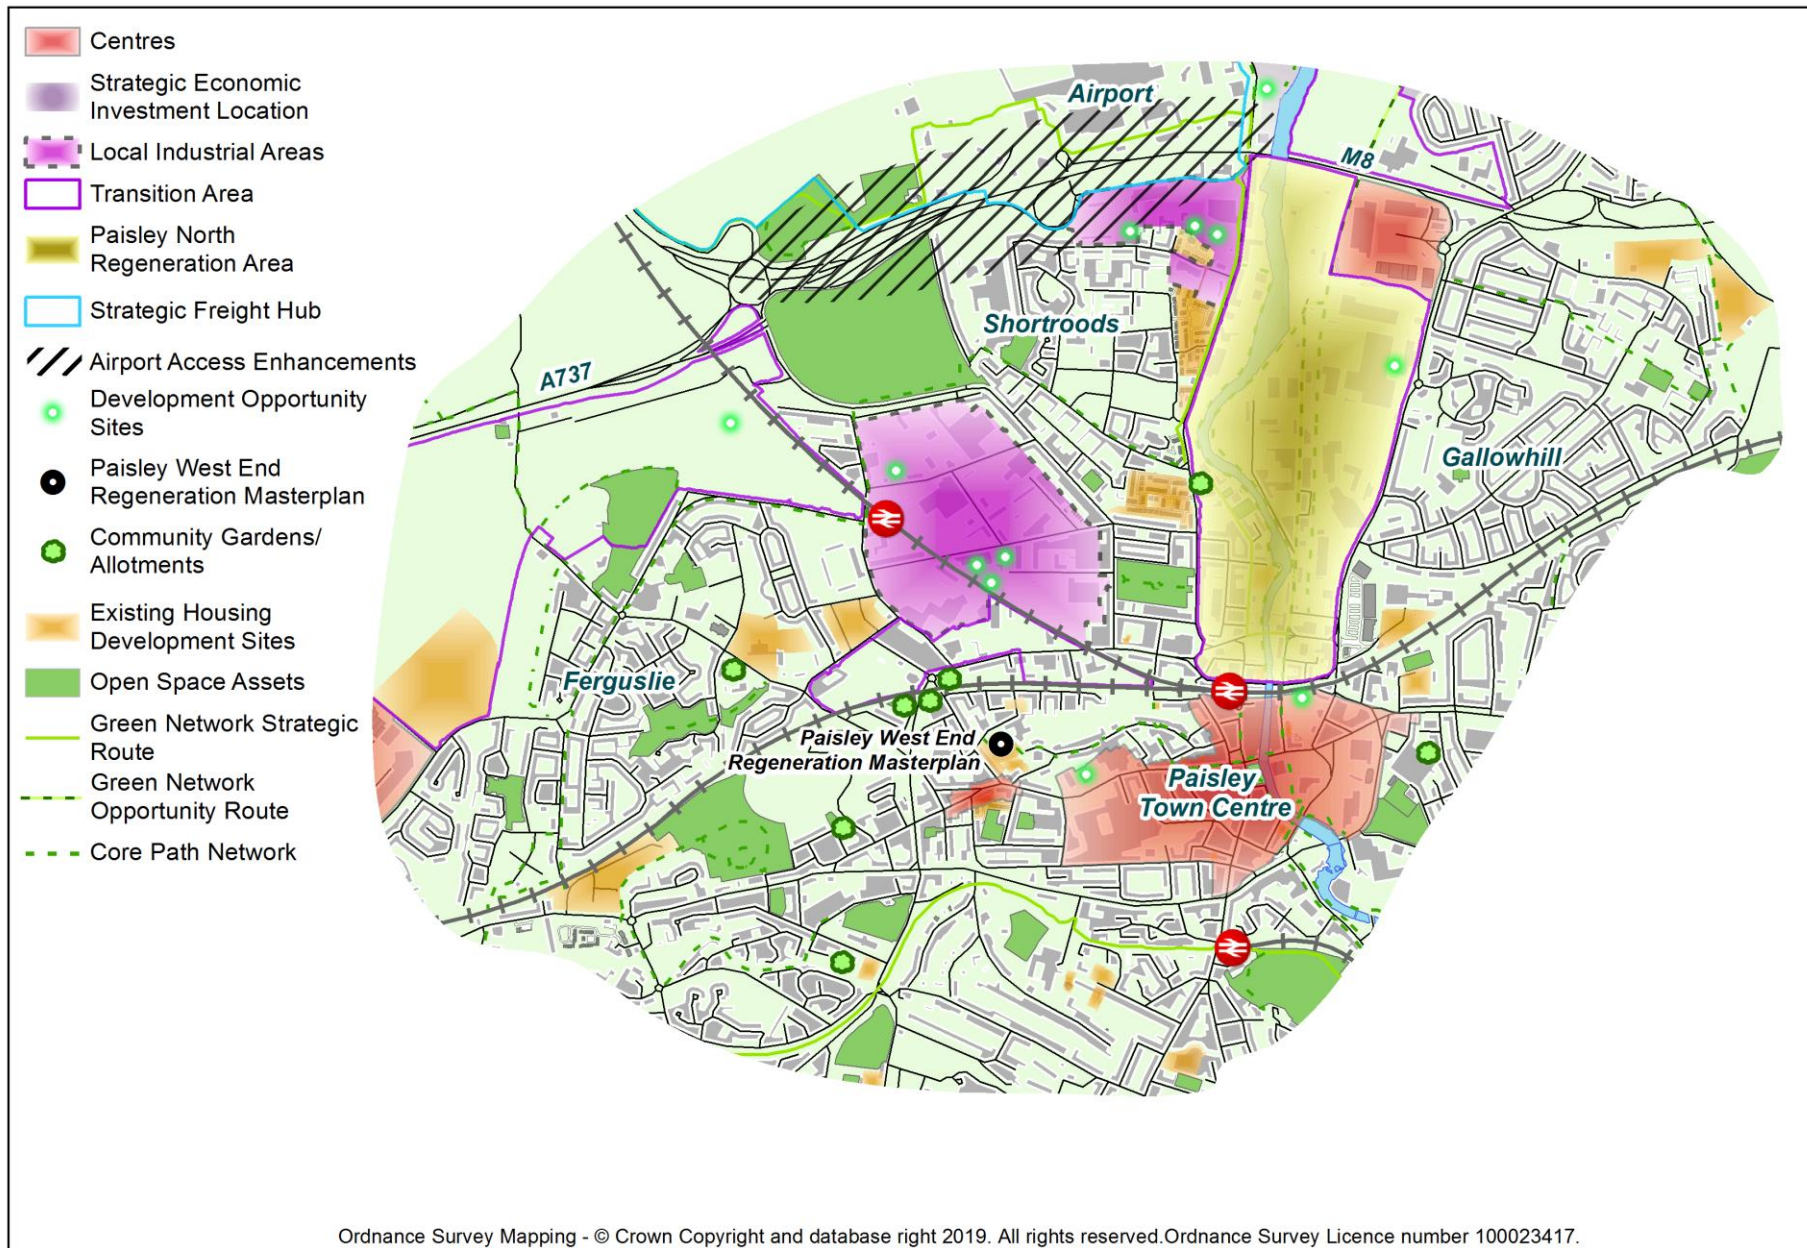 Centres
Strategic Economic
Investment Location
Local Industrial Areas
Transition Area
Paisley North
Regeneration Area
Strategic Freight Hub
Airport Access Enhancements
Development Opportunity
Sites
Paisley West End
Regeneration Masterplan
Community Gardens/
Allotments
Existing Housing
Development Sites
Open Space Assets
Green Network Strategic
Route
Green Network
Opportunity Route
Core Path Network
Airport
M8
Shortroods
A737
Gallowhill
Ferguslie
Paisley West End
Regeneration Masterplan
Paisley
Town Centre
Ordnance Survey Mapping - © Crown Copyright and database right 2019. All rights reserved.Ordnance Survey Licence number 100023417.